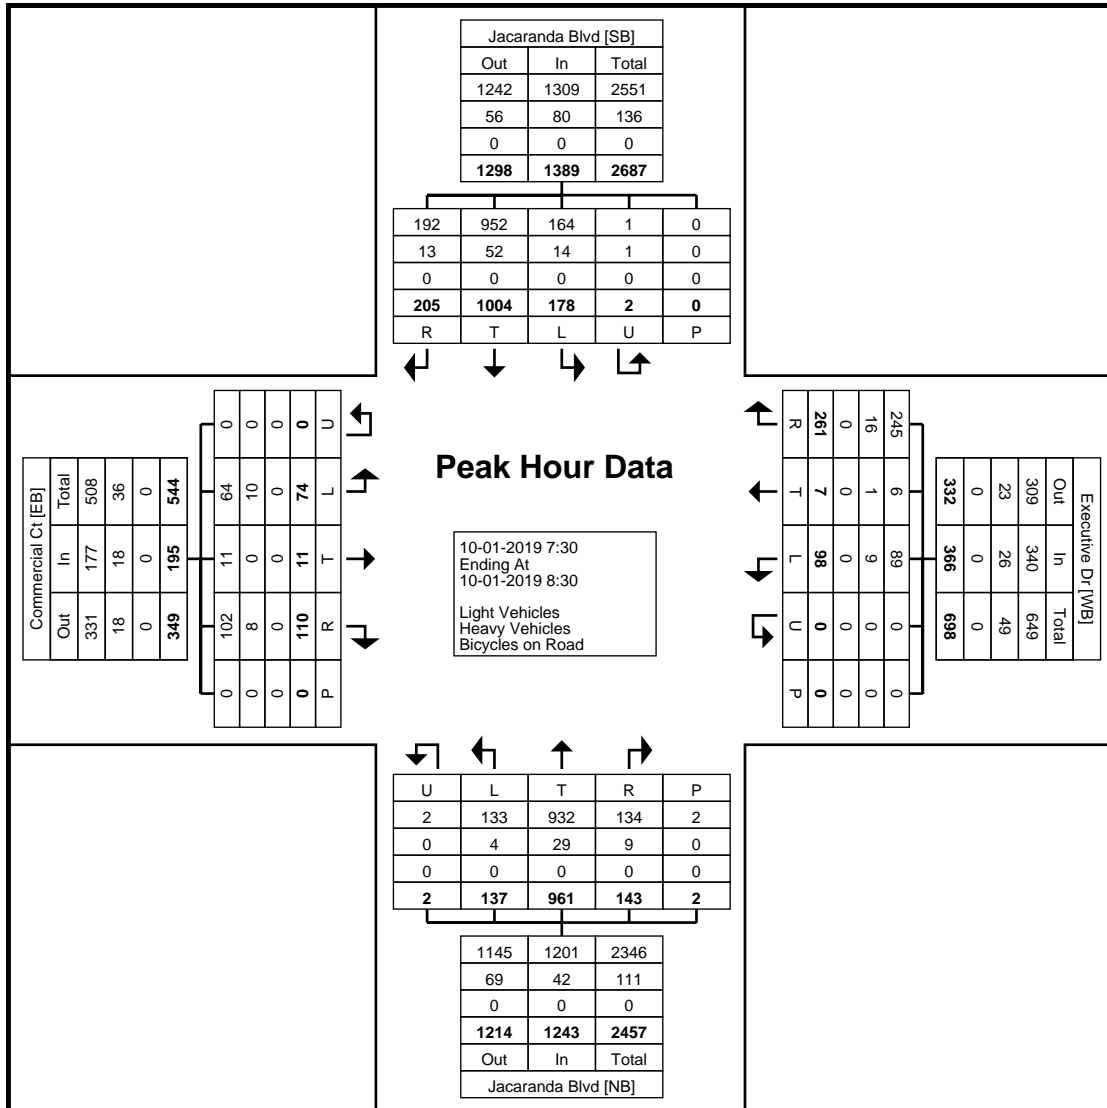 Jacaranda Blvd [SB]
Out In Total
1242 1309 2551
56 80 136
0 0 0
1298 1389 2687
192 952 164 1 0
13 52 14 1 0
0 0 0 0 0
205 1004 178 2 0
R T L U P
Commercial Ct [EB]
Total In Out
508 177 331
36 18 18
0 0 0
544 195 349
0 64 11 102 0
0 10 0 8 0
0 0 0 0 0
0 74 11 110 0
U L T R P
Peak Hour Data
10-01-2019 7:30
Ending At
10-01-2019 8:30
Light Vehicles
Heavy Vehicles
Bicycles on Road
Executive Dr [WB]
Out In Total
309 340 649
23 26 49
0 0 0
332 366 698
245 6 89 0 0
16 1 9 0 0
0 0 0 0 0
261 7 98 0 0
R T L U P
U L T R P
2 133 932 134 2
0 4 29 9 0
0 0 0 0 0
2 137 961 143 2
1145 1201 2346
69 42 111
0 0 0
1214 1243 2457
Out In Total
Jacaranda Blvd [NB]